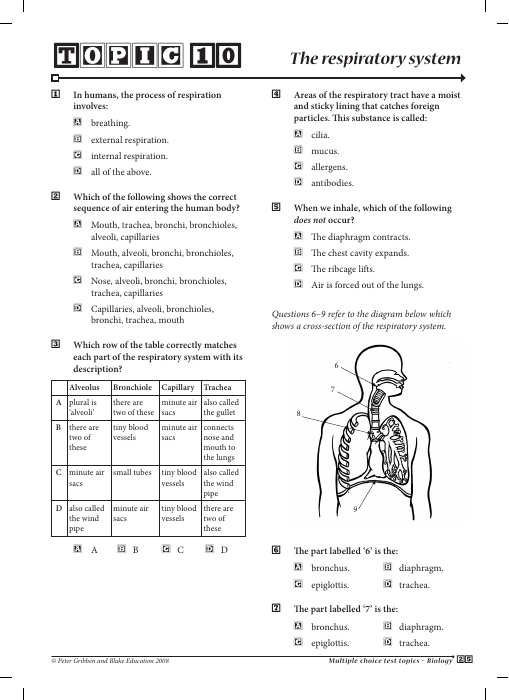 TOPIC 10
The respiratory system
1 In humans, the process of respiration
involves:
A breathing.
B external respiration.
C internal respiration.
D all of the above.
2 Which of the following shows the correct
sequence of air entering the human body?
A Mouth, trachea, bronchi, bronchioles,
alveoli, capillaries
B Mouth, alveoli, bronchi, bronchioles,
trachea, capillaries
C Nose, alveoli, bronchi, bronchioles,
trachea, capillaries
D Capillaries, alveoli, bronchioles,
bronchi, trachea, mouth
3 Which row of the table correctly matches
each part of the respiratory system with its
description?
Alveolus Bronchiole Capillary Trachea
A plural is there are minute air also called
‘alveoli’ two of these sacs the gullet
B there are tiny blood minute air connects
two of vessels sacs nose and
these mouth to
the lungs
C minute air small tubes tiny blood also called
sacs vessels the wind
pipe
D also called minute air tiny blood there are
the wind sacs vessels two of
pipe these
A A B B C C D D
4 Areas of the respiratory tract have a moist
and sticky lining that catches foreign
particles. This substance is called:
A cilia.
B mucus.
C allergens.
D antibodies.
5 When we inhale, which of the following
does not occur?
A The diaphragm contracts.
B The chest cavity expands.
C The ribcage lifts.
D Air is forced out of the lungs.
Questions 6–9 refer to the diagram below which
shows a cross-section of the respiratory system.
6
7
8
9
6 The part labelled ‘6’ is the:
A bronchus. B diaphragm.
C epiglottis. D trachea.
7 The part labelled ‘7’ is the:
A bronchus. B diaphragm.
C epiglottis. D trachea.
© Peter Gribben and Blake Education 2008
Multiple choice test topics – Biology 25